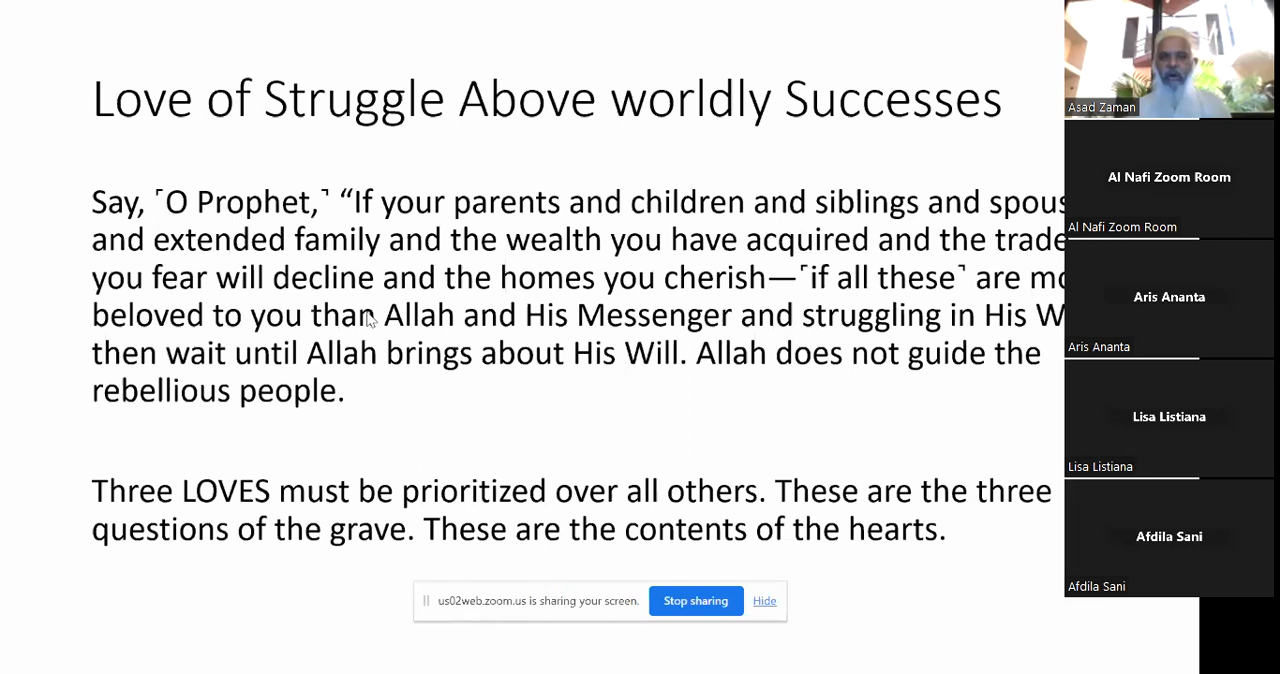 Love of Struggle Above worldly Successes
Say, ˹O Prophet,˺ “If your parents and children and siblings and
and extended family and the wealth you have acquired and the trade
you fear will decline and the homes you cherish—˹if all these˺ are
beloved to you than Allah and His Messenger and struggling in His
then wait until Allah brings about His Will. Allah does not guide the
rebellious people.
Three LOVES must be prioritized over all others. These are the three
questions of the grave. These are the contents of the hearts.
us02web.zoom.us is sharing your screen.
Stop sharing
Hide
Asad Zaman
Al Nafi Zoom Room
Al Nafi Zoom Room
Aris Ananta
Aris Ananta
Lisa Listiana
Lisa Listiana
Afdila Sani
Afdila Sani